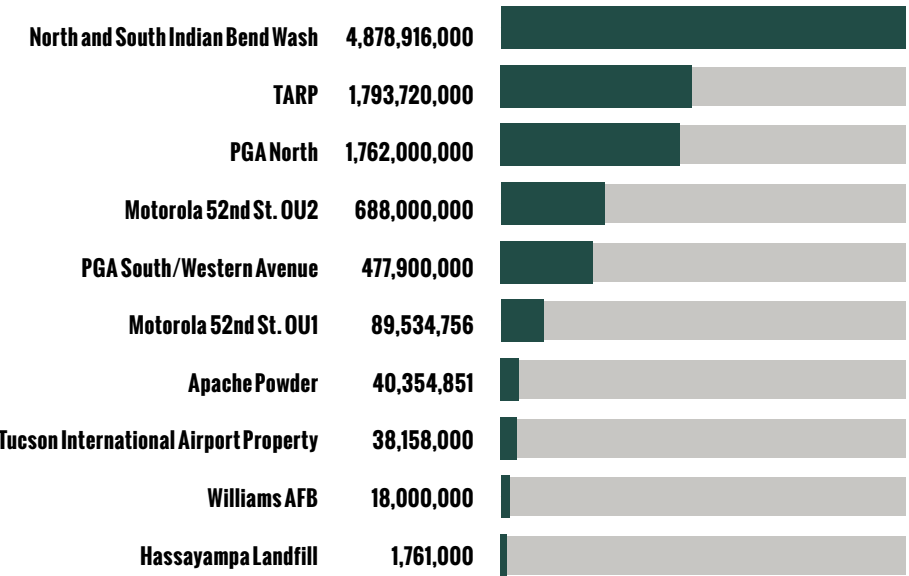 North and South Indian Bend Wash 4,878,916,000
TARP 1,793,720,000
PGA North 1,762,000,000
Motorola 52nd St. OU2 688,000,000
PGA South/Western Avenue 477,900,000
Motorola 52nd St. OU1 89,534,756
Apache Powder 40,354,851
Tucson International Airport Property 38,158,000
Williams AFB 18,000,000
Hassayampa Landfill 1,761,000